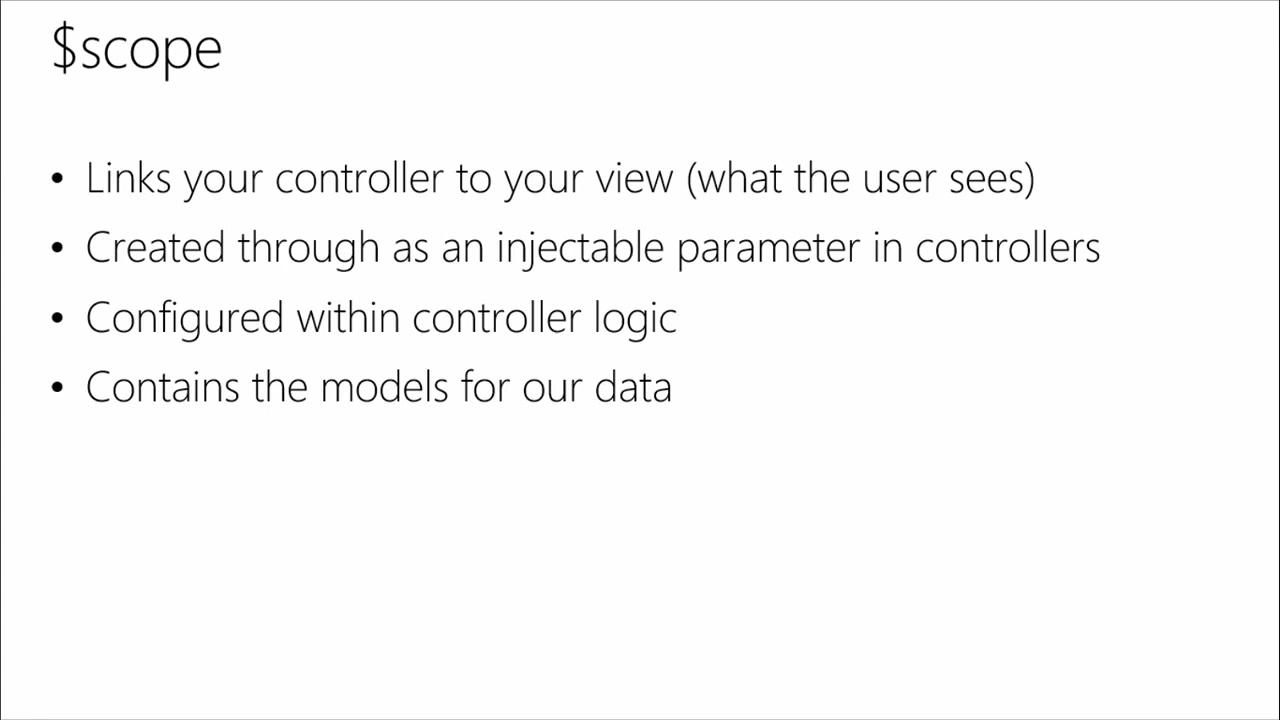 $scope
• Links your controller to your view (what the user sees)
• Created through as an injectable parameter in controllers
• Configured within controller logic
• Contains the models for our data